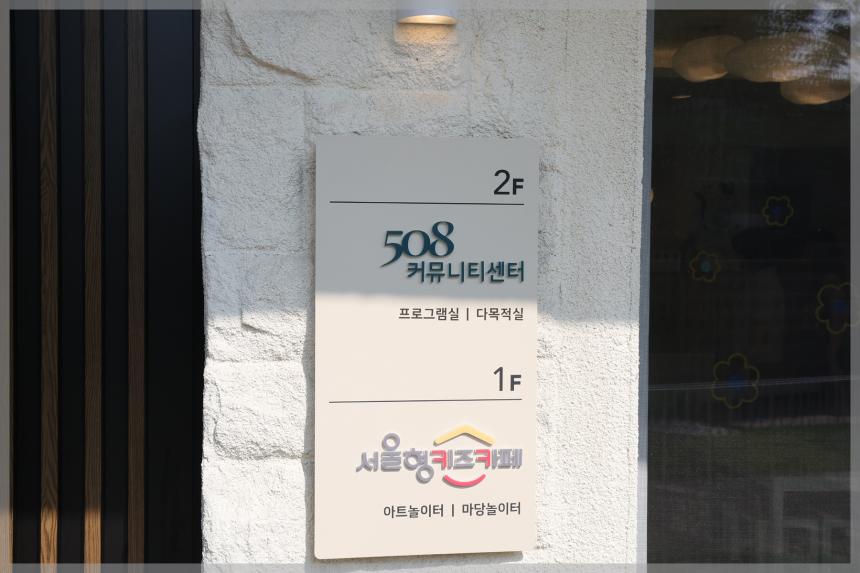 2F
508
커뮤니티센터
프로그램실 | 다목적실
1F
서울형키즈카페
아트놀이터 | 마당놀이터